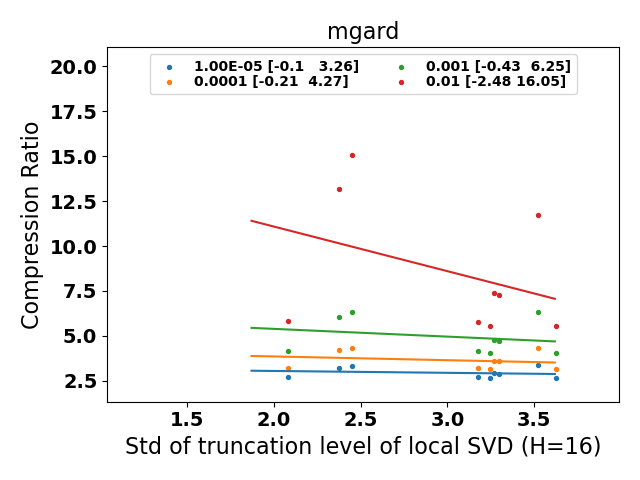 mgard
1.00E-05 [-0.1   3.26]
0.0001 [-0.21  4.27]
0.001 [-0.43  6.25]
0.01 [-2.48 16.05]
Compression Ratio
20.0
17.5
15.0
12.5
10.0
7.5
5.0
2.5
1.5 2.0 2.5 3.0 3.5
Std of truncation level of local SVD (H=16)